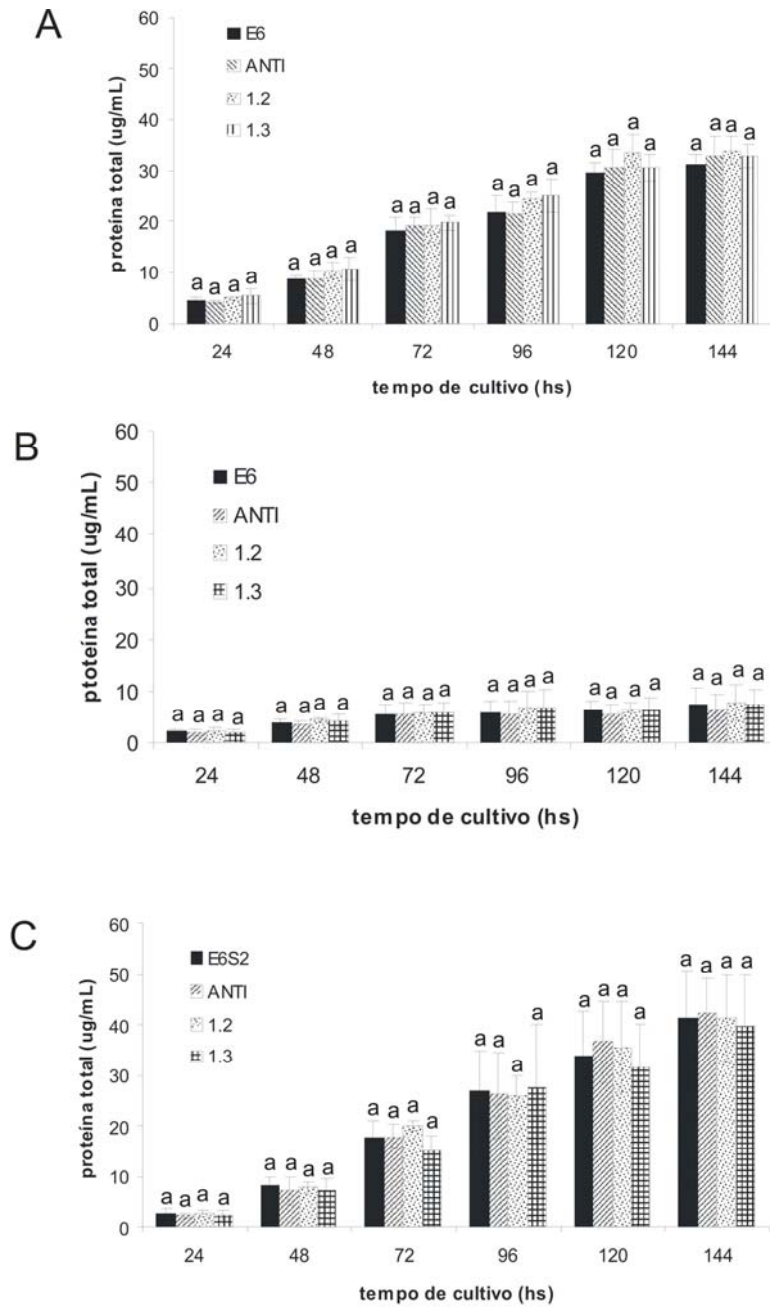 A
60
50
40
30
20
10
0
proteína total (ug/mL)
E6
ANTI
1.2
1.3
a a a a a a a a a a a a a a a a a a a a a a a a
24 48 72 96 120 144
tempo de cultivo (hs)
B
60
50
40
30
20
10
0
ptoteína total (ug/mL)
E6
ANTI
1.2
1.3
a a a a a a a a a a a a a a a a a a a a a a a a
24 48 72 96 120 144
tempo de cultivo (hs)
C
60
50
40
30
20
10
0
proteína total (ug/mL)
E6S2
ANTI
1.2
1.3
a a a a a a a a a a a a a a a a a a a a a a a a
24 48 72 96 120 144
tempo de cultivo (hs)